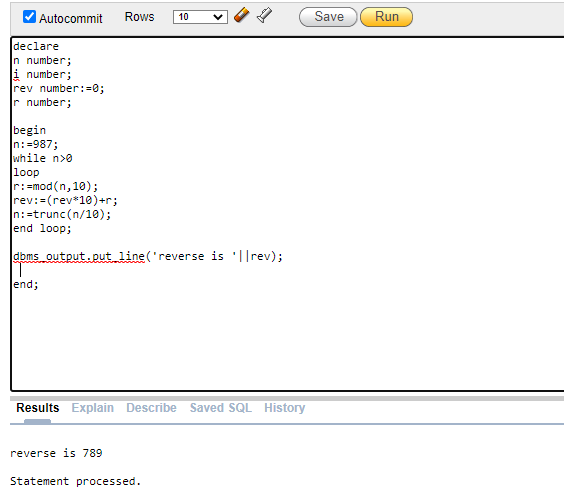 Autocommit Rows 10 Save Run
declare
n number;
i number;
rev number:=0;
r number;
begin
n:=987;
while n>0
loop
r:=mod(n,10);
rev:=(rev*10)+r;
n:=trunc(n/10);
end loop;
dbms_output.put_line('reverse is '||rev);
end;
Results Explain Describe Saved SQL History
reverse is 789
Statement processed.